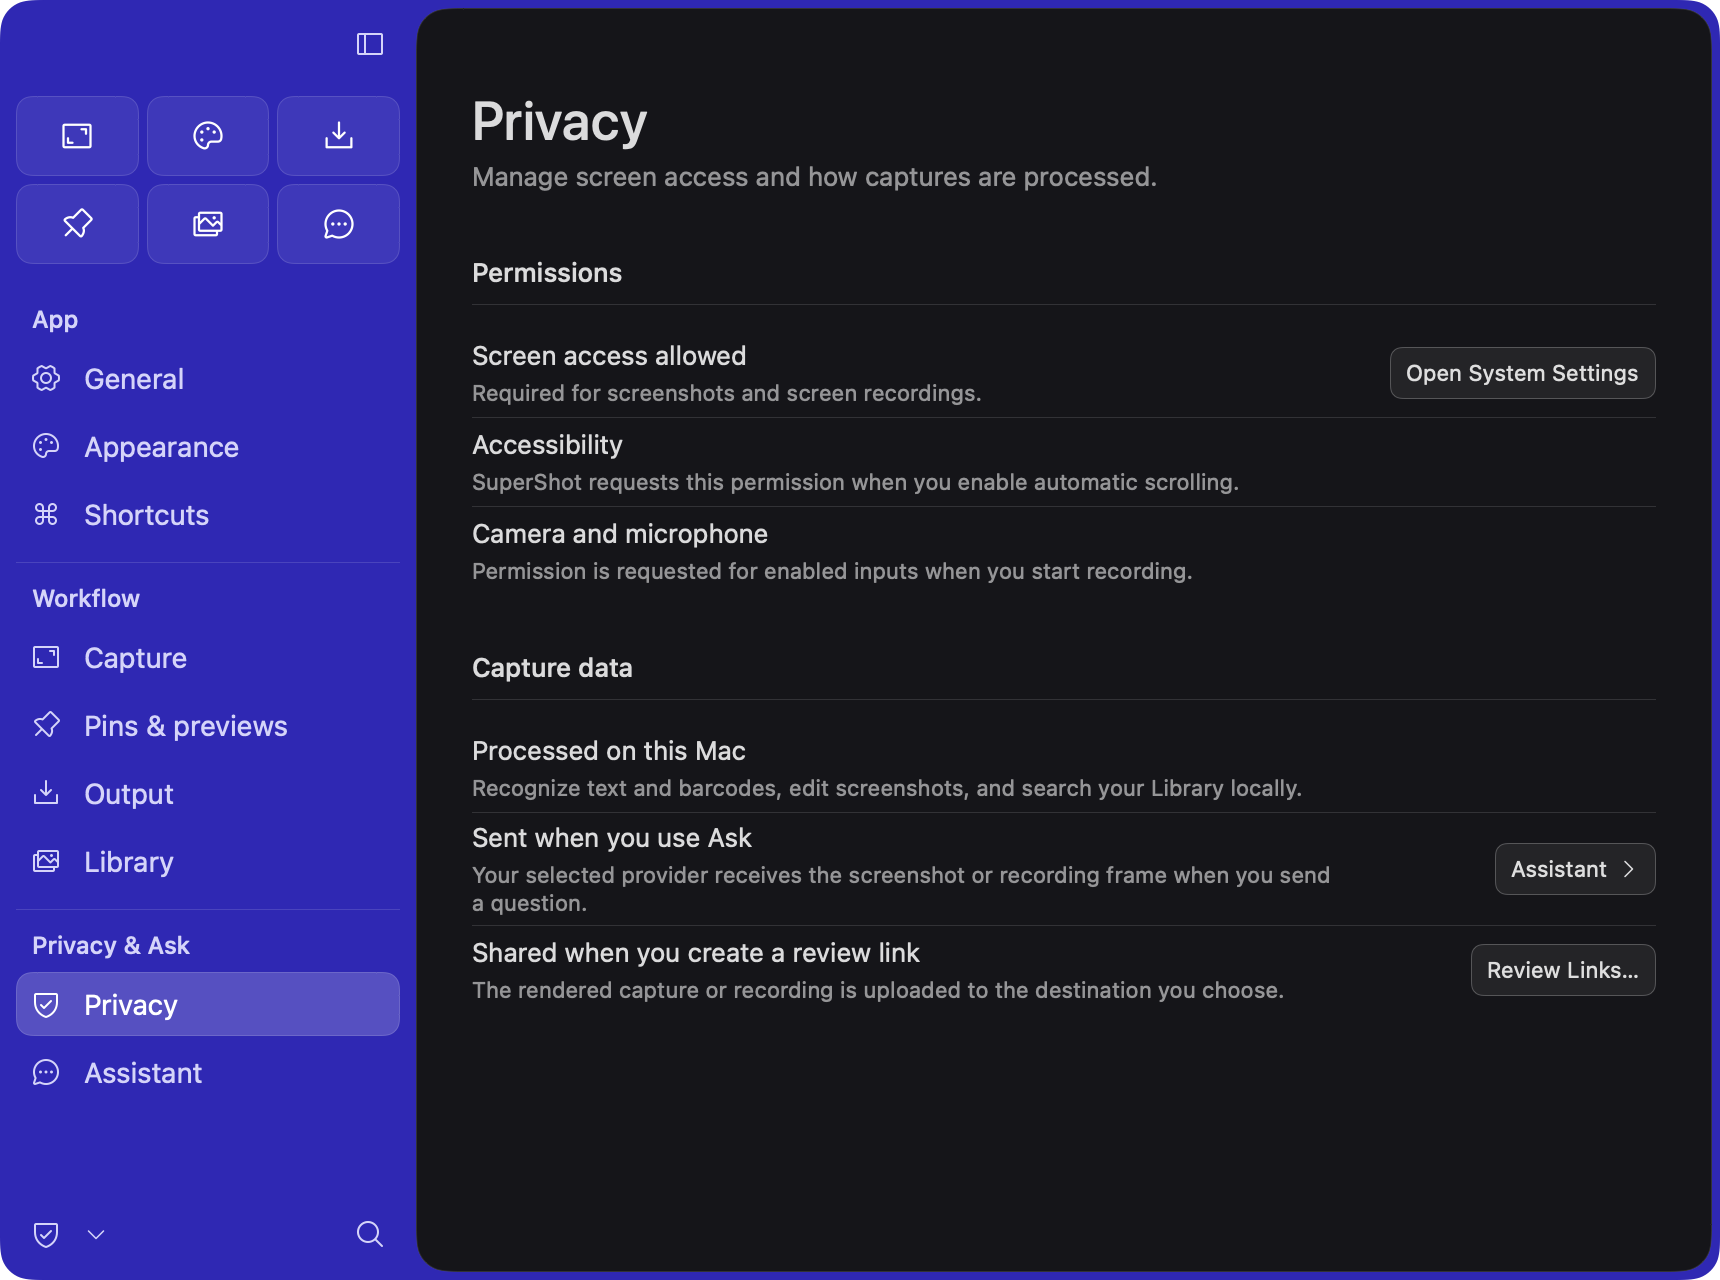 App
General
Appearance
Shortcuts
Workflow
Capture
Pins & previews
Output
Library
Privacy & Ask
Privacy
Assistant
Privacy
Manage screen access and how captures are processed.
Permissions
Screen access allowed
Required for screenshots and screen recordings.
Open System Settings
Accessibility
SuperShot requests this permission when you enable automatic scrolling.
Camera and microphone
Permission is requested for enabled inputs when you start recording.
Capture data
Processed on this Mac
Recognize text and barcodes, edit screenshots, and search your Library locally.
Sent when you use Ask
Your selected provider receives the screenshot or recording frame when you send
a question.
Assistant
Shared when you create a review link
The rendered capture or recording is uploaded to the destination you choose.
Review Links...